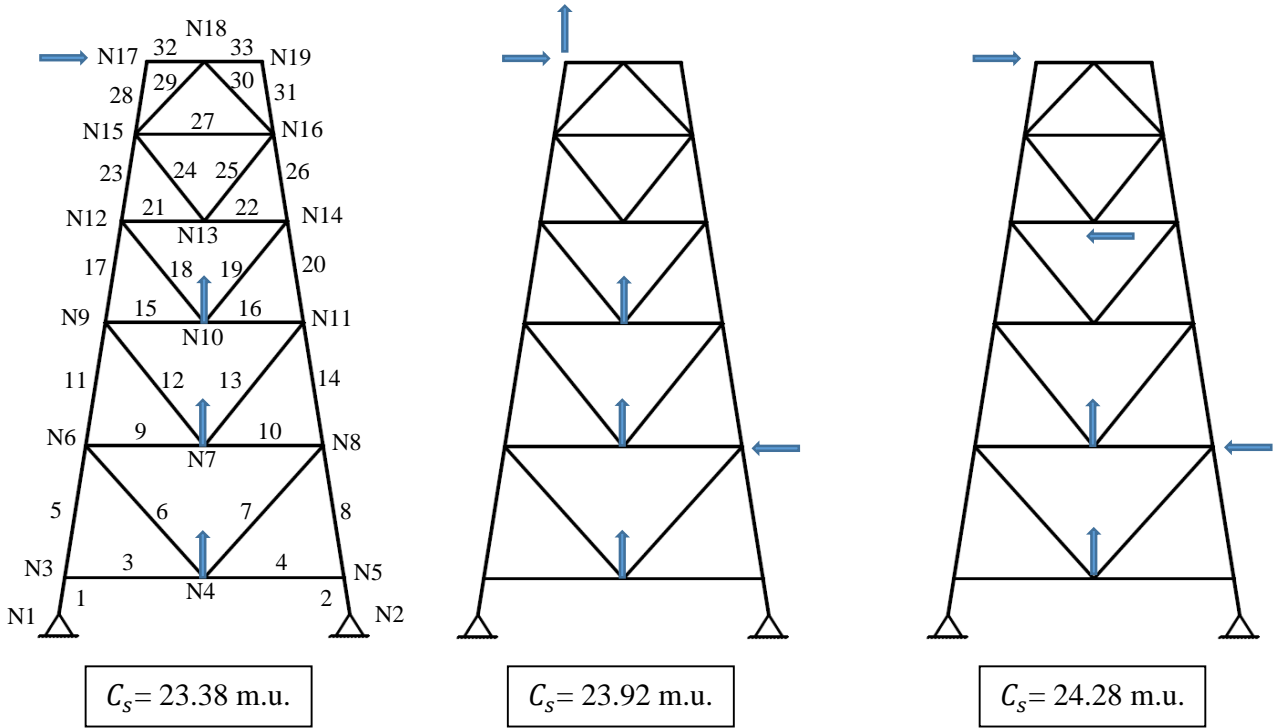 N18
N17 32 33 N19
28 29 30 31
N15 27 N16
23 24 25 26
N12 21 22 N14
N13
17 18 19 20
N9 15 16 N11
N10
11 12 13 14
N6 9 10 N8
N7
5 6 7 8
N3 3 4 N5
N4
N1 1 2 N2
C_s= 23.38 m.u.
C_s= 23.92 m.u.
C_s= 24.28 m.u.